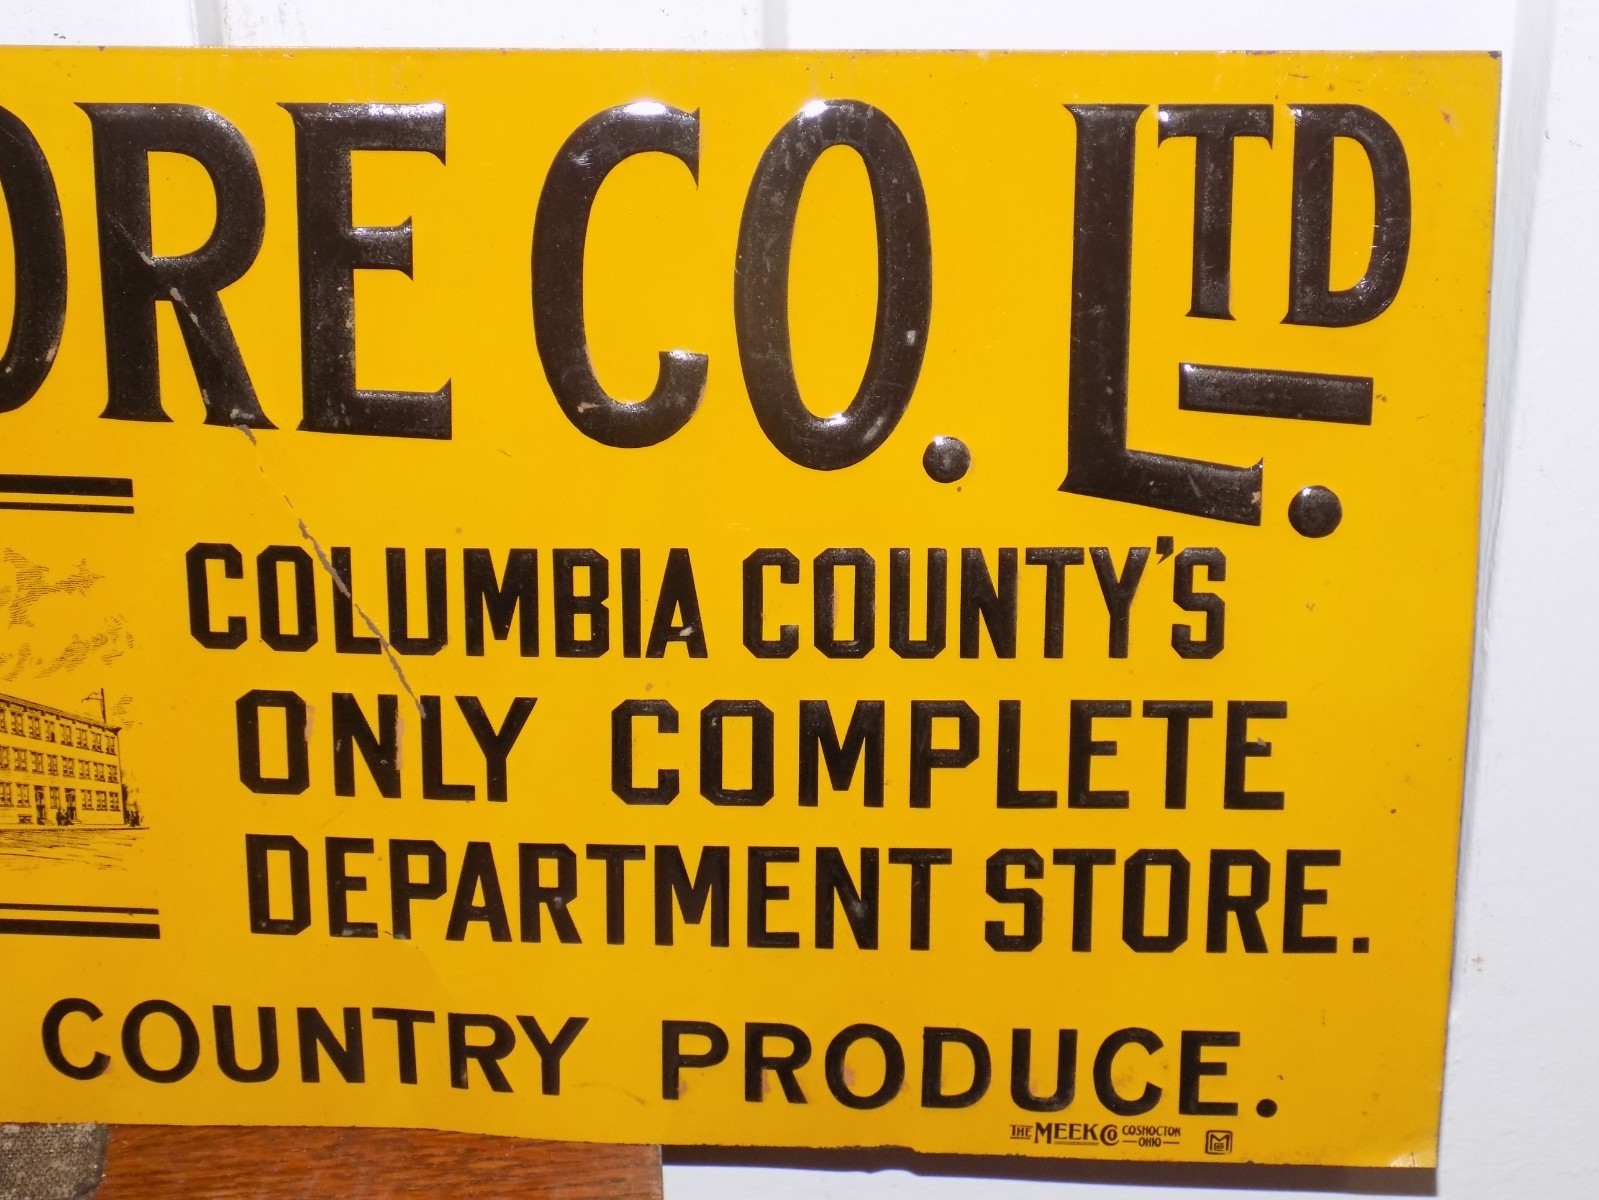 ORE CO. LTD.
COLUMBIA COUNTY'S
ONLY COMPLETE
DEPARTMENT STORE.
COUNTRY PRODUCE.
THE MEEK CO COSHOCTON
OHIO